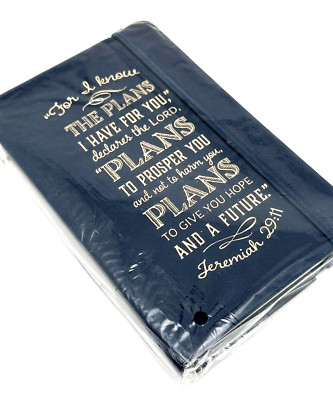 “For I know
THE PLANS
I HAVE FOR YOU,”
declares the LORD,
“PLANS
TO PROSPER YOU
and not to harm you,
PLANS
TO GIVE YOU HOPE
AND A FUTURE.”
Jeremiah 29:11